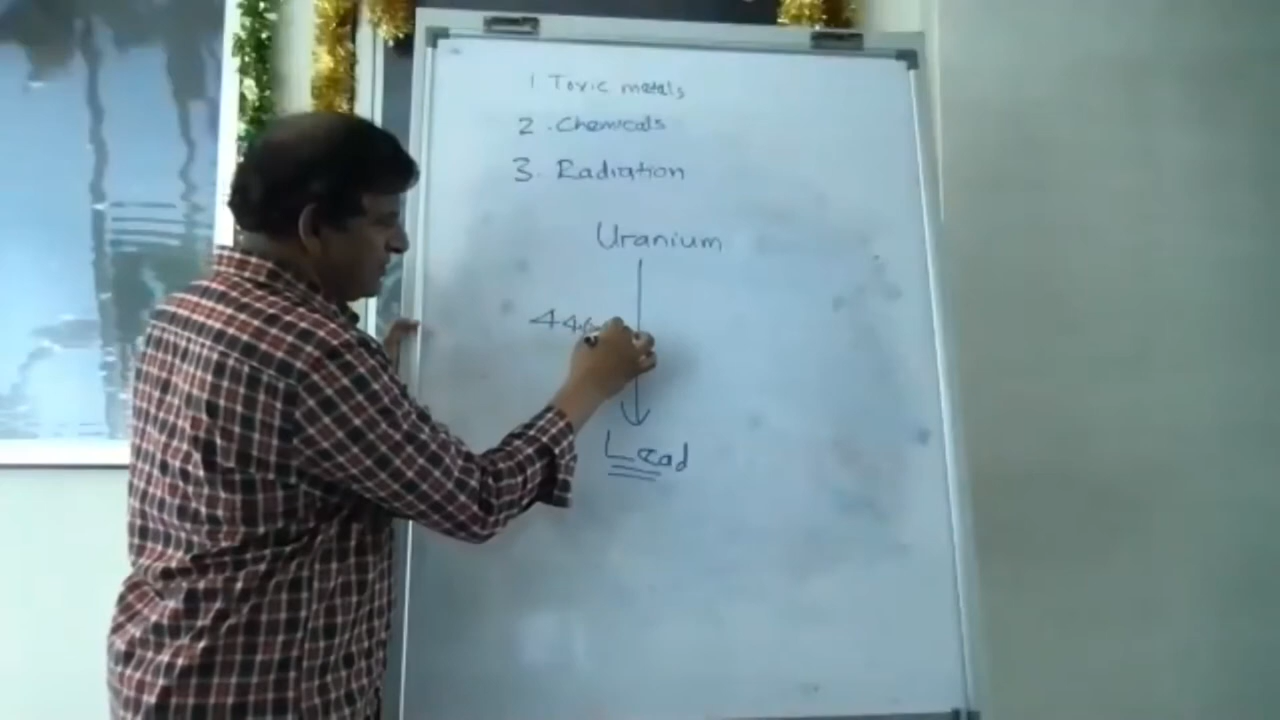 1 Toxic metals
2. Chemicals
3. Radiation
Uranium
Lead